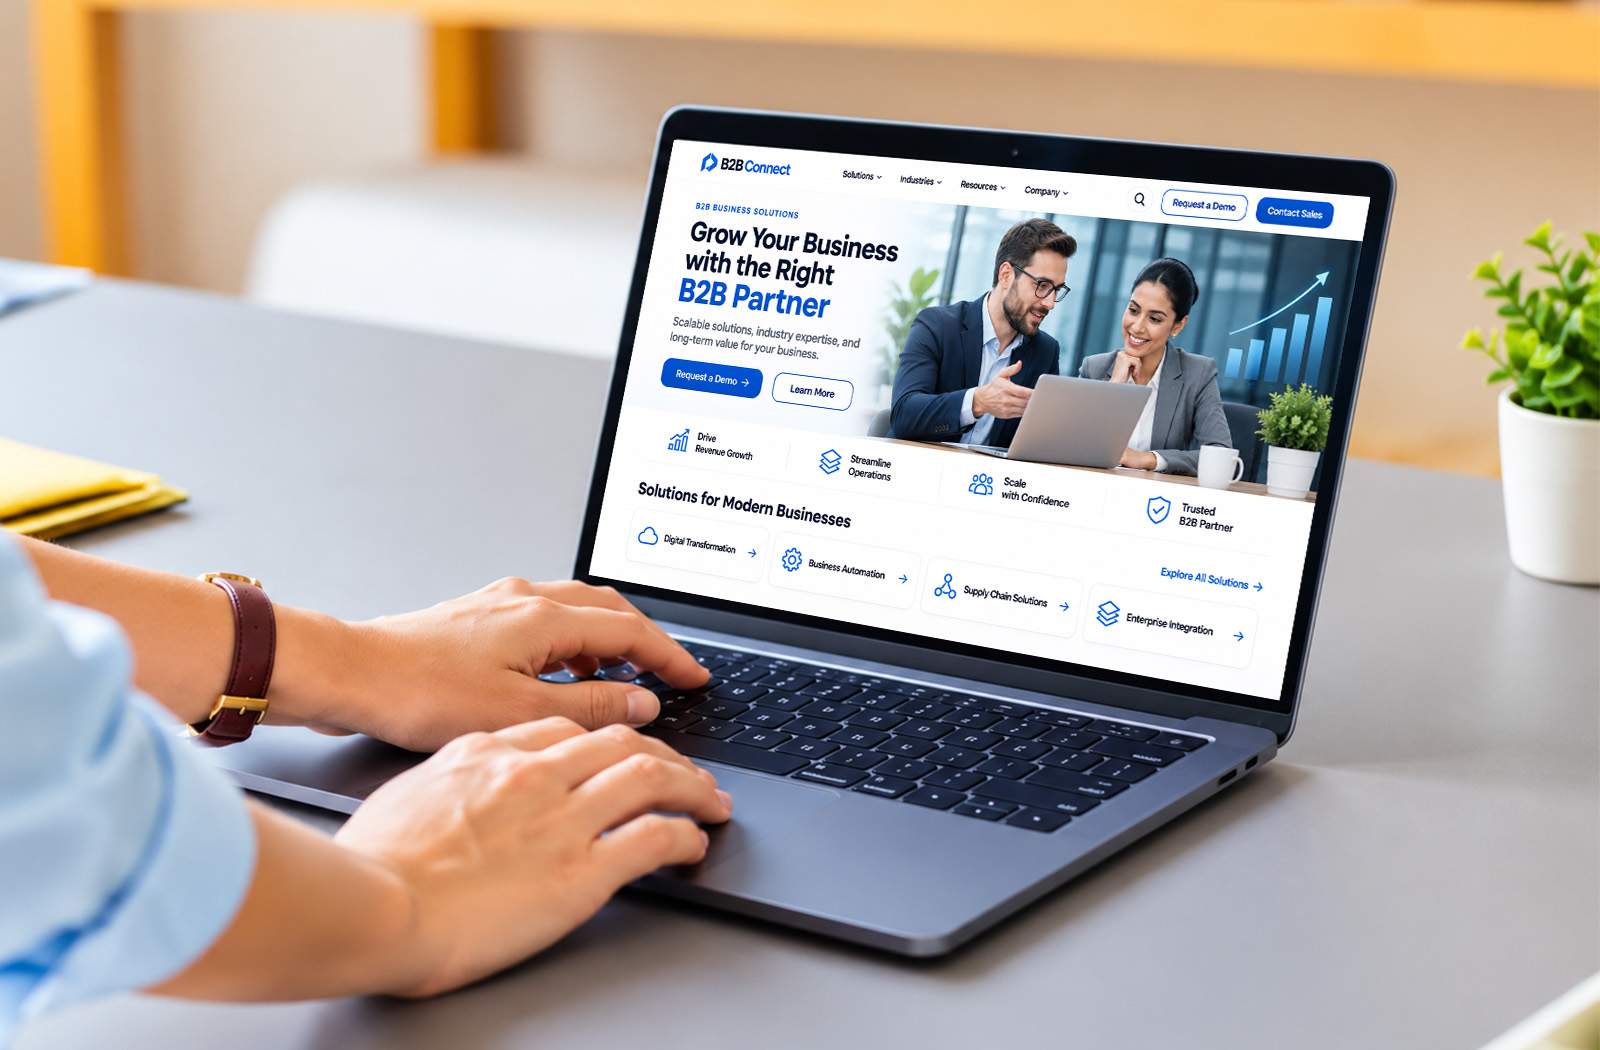 B2B Connect
Solutions
Industries
Resources
Company
Request a Demo
Contact Sales
B2B BUSINESS SOLUTIONS
Grow Your Business
with the Right
B2B Partner
Scalable solutions, industry expertise, and
long-term value for your business.
Request a Demo →
Learn More
Drive
Revenue Growth
Streamline
Operations
Scale
with Confidence
Trusted
B2B Partner
Solutions for Modern Businesses
Explore All Solutions →
Digital Transformation →
Business Automation →
Supply Chain Solutions →
Enterprise Integration →